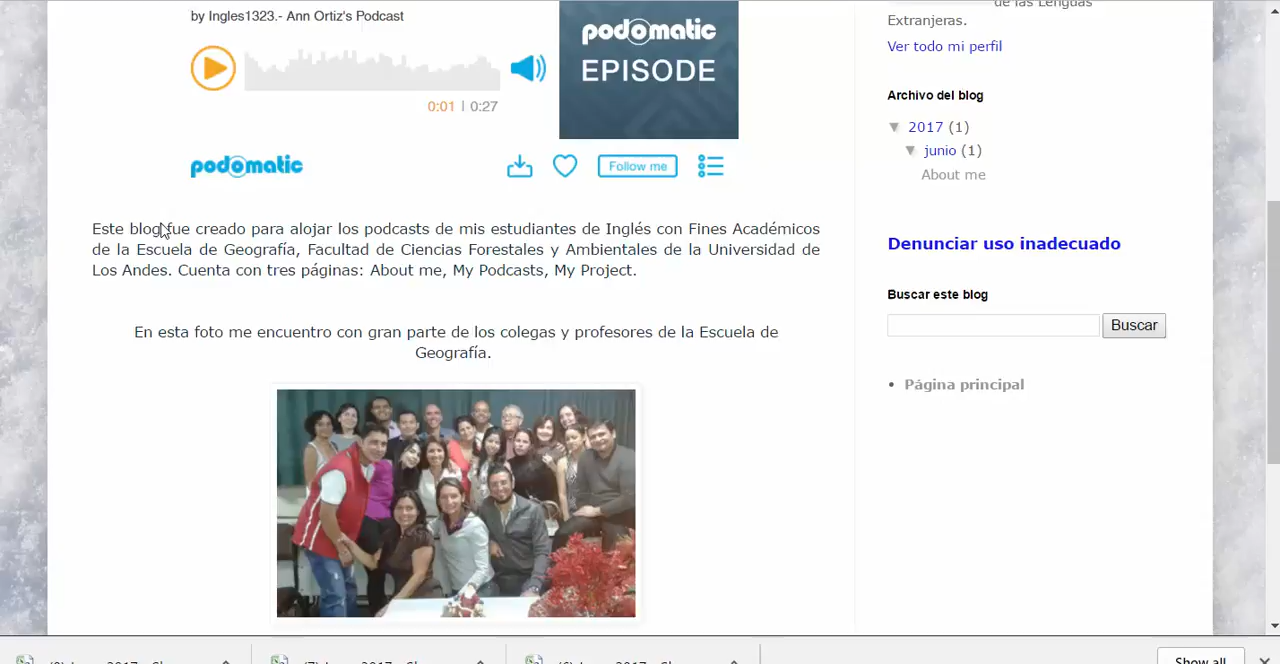 by Ingles1323.- Ann Ortiz's Podcast
podomatic
EPISODE
0:01 | 0:27
podomatic
Follow me
Este blog fue creado para alojar los podcasts de mis estudiantes de Inglés con Fines Académicos
de la Escuela de Geografía, Facultad de Ciencias Forestales y Ambientales de la Universidad de
Los Andes. Cuenta con tres páginas: About me, My Podcasts, My Project.
En esta foto me encuentro con gran parte de los colegas y profesores de la Escuela de
Geografía.
de las Lenguas
Extranjeras.
Ver todo mi perfil
Archivo del blog
▼ 2017 (1)
▼ junio (1)
About me
Denunciar uso inadecuado
Buscar este blog
Buscar
• Página principal
Show all